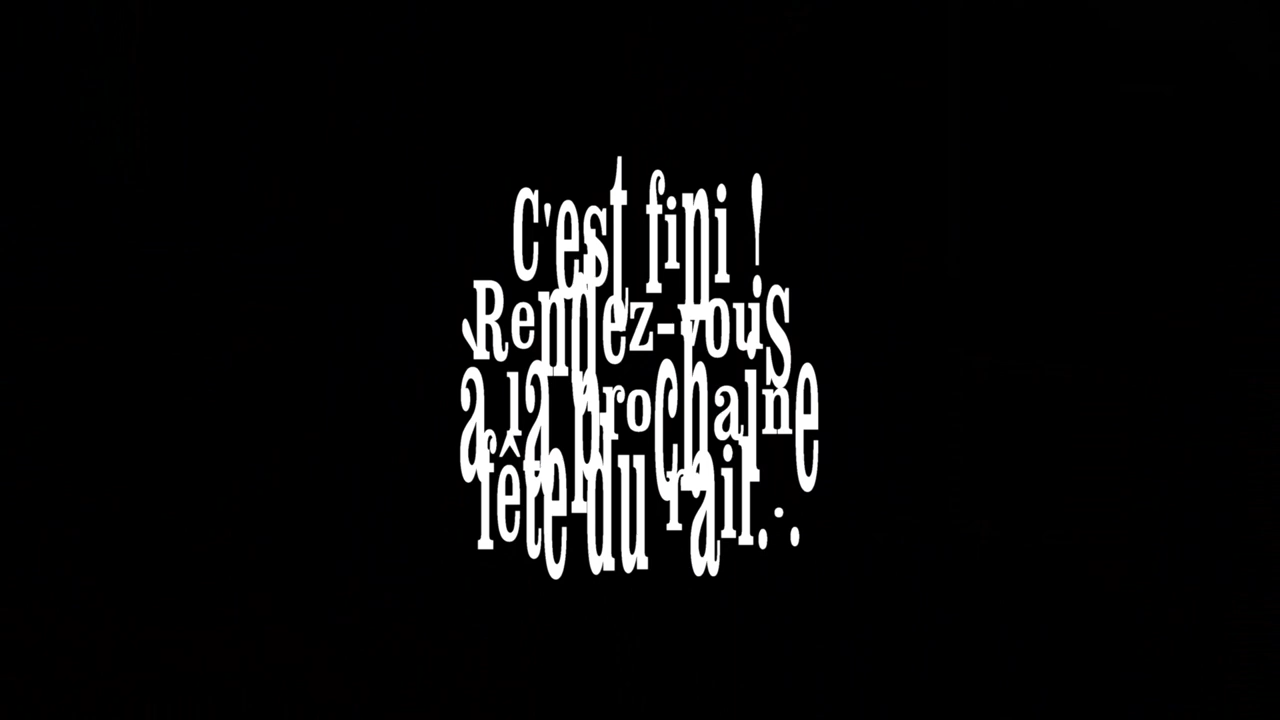 C'est fini !
Rendez-vous
à la prochaine
fête du rail...